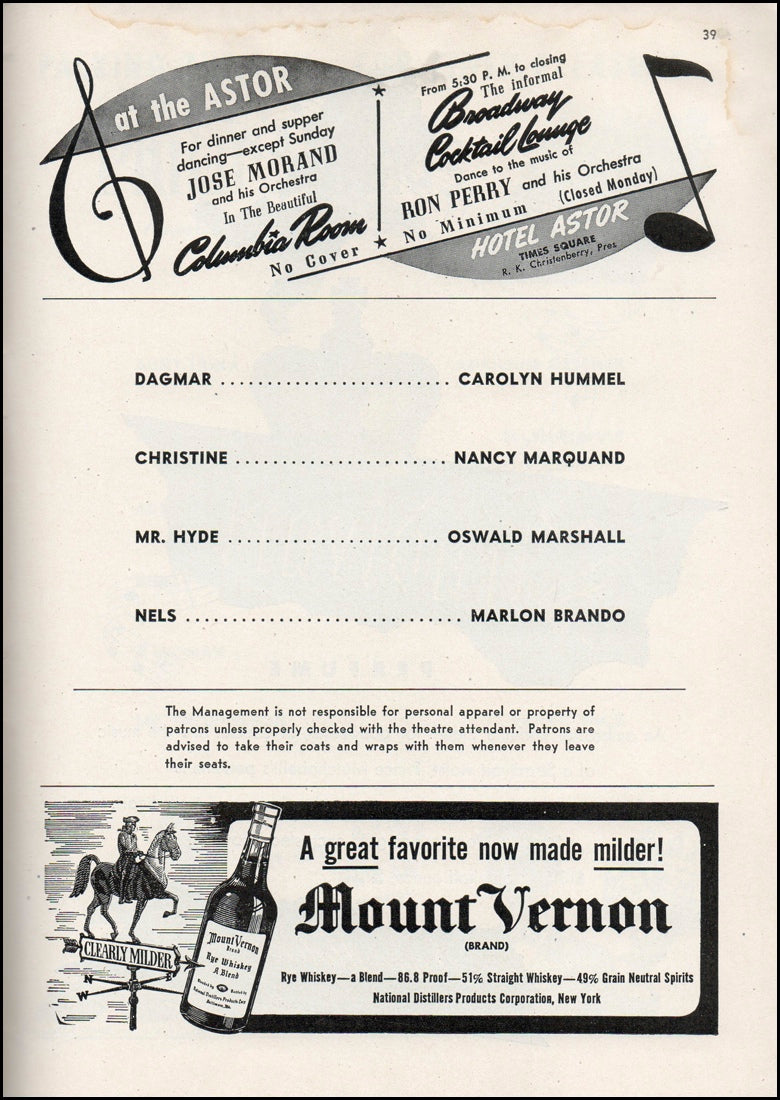 39
at the ASTOR
For dinner and supper
dancing—except Sunday
JOSE MORAND
and his Orchestra
In The Beautiful
Columbia Room
No Cover
From 5:30 P. M. to closing
The informal
Broadway
Cocktail Lounge
Dance to the music of
RON PERRY and his Orchestra
No Minimum (Closed Monday)
HOTEL ASTOR
TIMES SQUARE
R. K. Christenberry, Pres.
DAGMAR ........................ CAROLYN HUMMEL
CHRISTINE ...................... NANCY MARQUAND
MR. HYDE ...................... OSWALD MARSHALL
NELS ............................. MARLON BRANDO
The Management is not responsible for personal apparel or property of
patrons unless properly checked with the theatre attendant. Patrons are
advised to take their coats and wraps with them whenever they leave
their seats.
CLEARLY MILDER
N
W
Mount Vernon
Brand
Rye Whiskey
A Blend
National Distillers Products Corp.
A great favorite now made milder!
Mount Vernon
(BRAND)
Rye Whiskey—a Blend—86.8 Proof—51% Straight Whiskey—49% Grain Neutral Spirits
National Distillers Products Corporation, New York